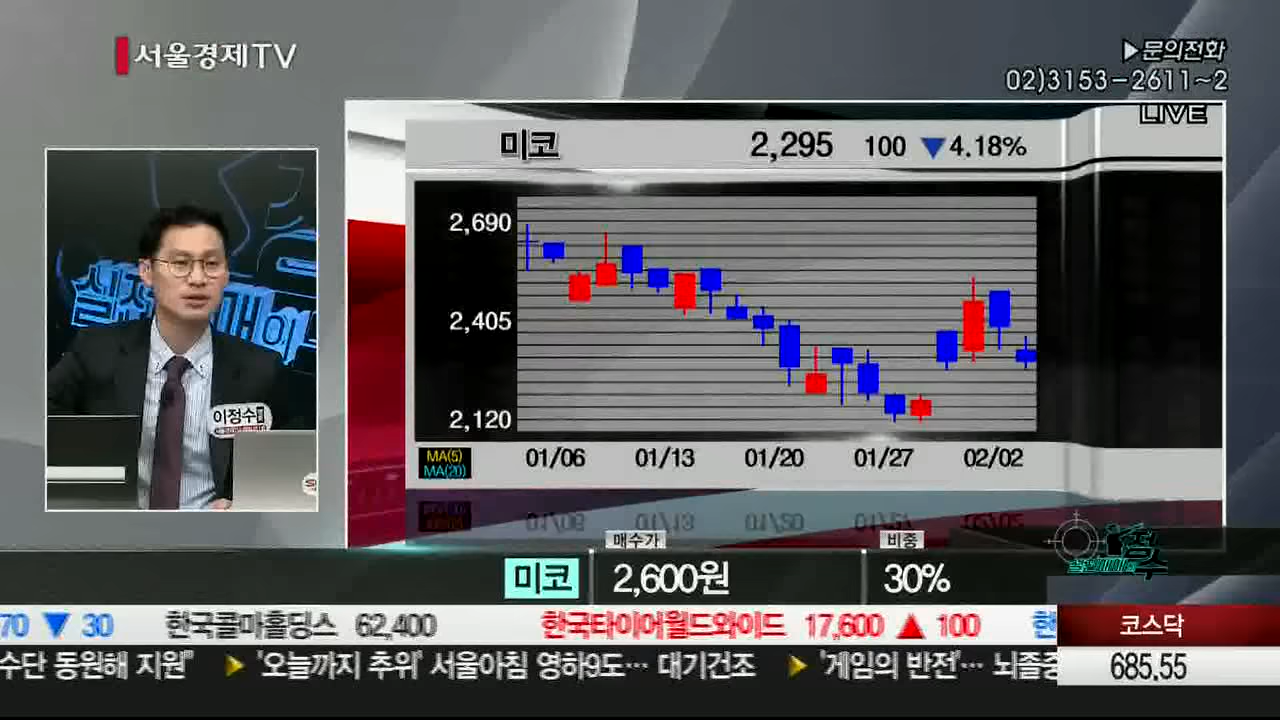 서울경제TV
▶문의전화
02)3153-2611~2
LIVE
미코 2,295 100 ▼4.18%
2,690
2,405
2,120
MA(5)
MA(20)
01/06 01/13 01/20 01/27 02/02
이정수
매수가 비중
미코 2,600원 30%
70 ▼ 30 한국콜마홀딩스 62,400 한국타이어월드와이드 17,600 ▲ 100
코스닥
수단 동원해 지원" ▶ '오늘까지 추위' 서울아침 영하9도… 대기건조 ▶ '게임의 반전'… 뇌졸중
685.55